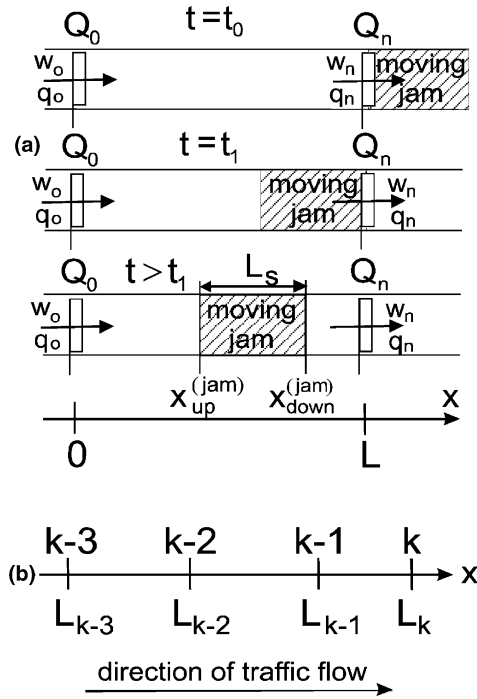 t = t₀
Q₀ Qₙ
wₒ wₙ moving
qₒ qₙ jam
(a) Q₀ t = t₁ Qₙ
wₒ moving wₙ
qₒ jam qₙ
Q₀ t > t₁ Lₛ Qₙ
wₒ moving wₙ
qₒ jam qₙ
x_up^(jam) x_down^(jam) x
0 L
k-3 k-2 k-1 k
(b) x
Lₖ₋₃ Lₖ₋₂ Lₖ₋₁ Lₖ
direction of traffic flow